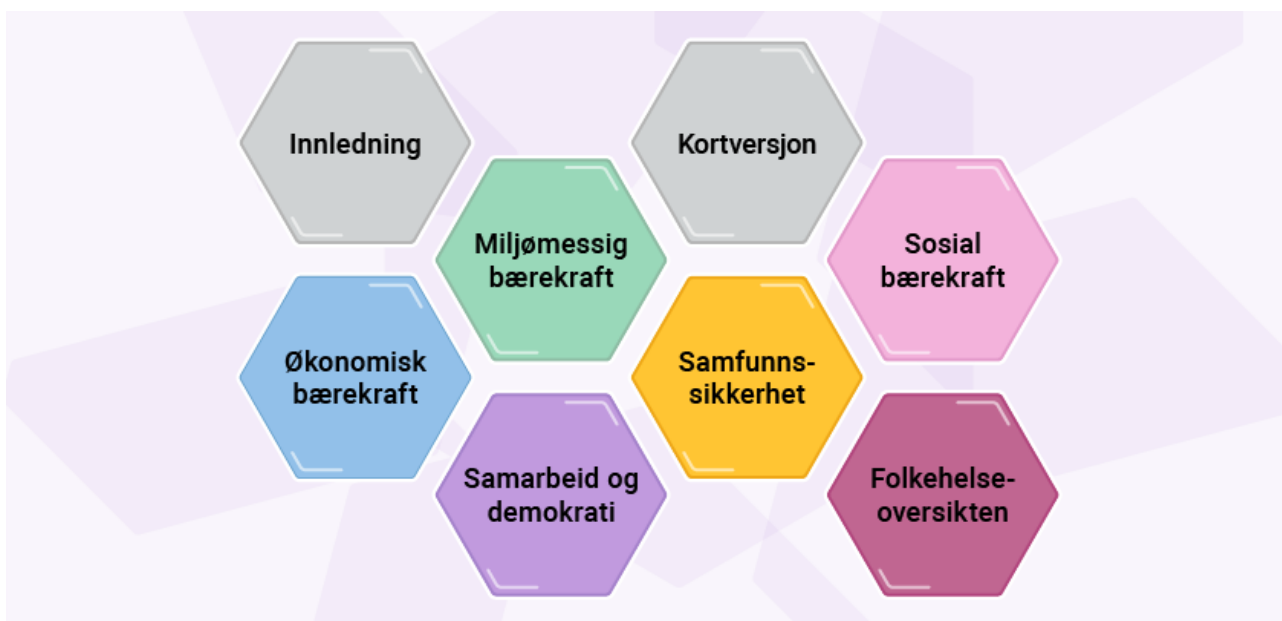 Innledning
Kortversjon
Miljømessig
bærekraft
Sosial
bærekraft
Økonomisk
bærekraft
Samfunns-
sikkerhet
Samarbeid og
demokrati
Folkehelse-
oversikten